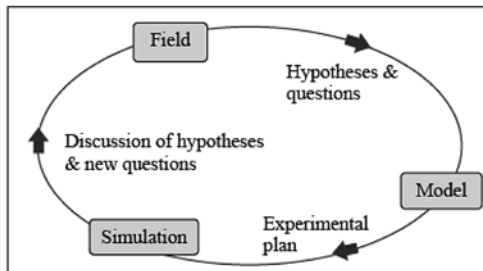 Field
Hypotheses &
questions
Discussion of hypotheses
& new questions
Model
Experimental
plan
Simulation